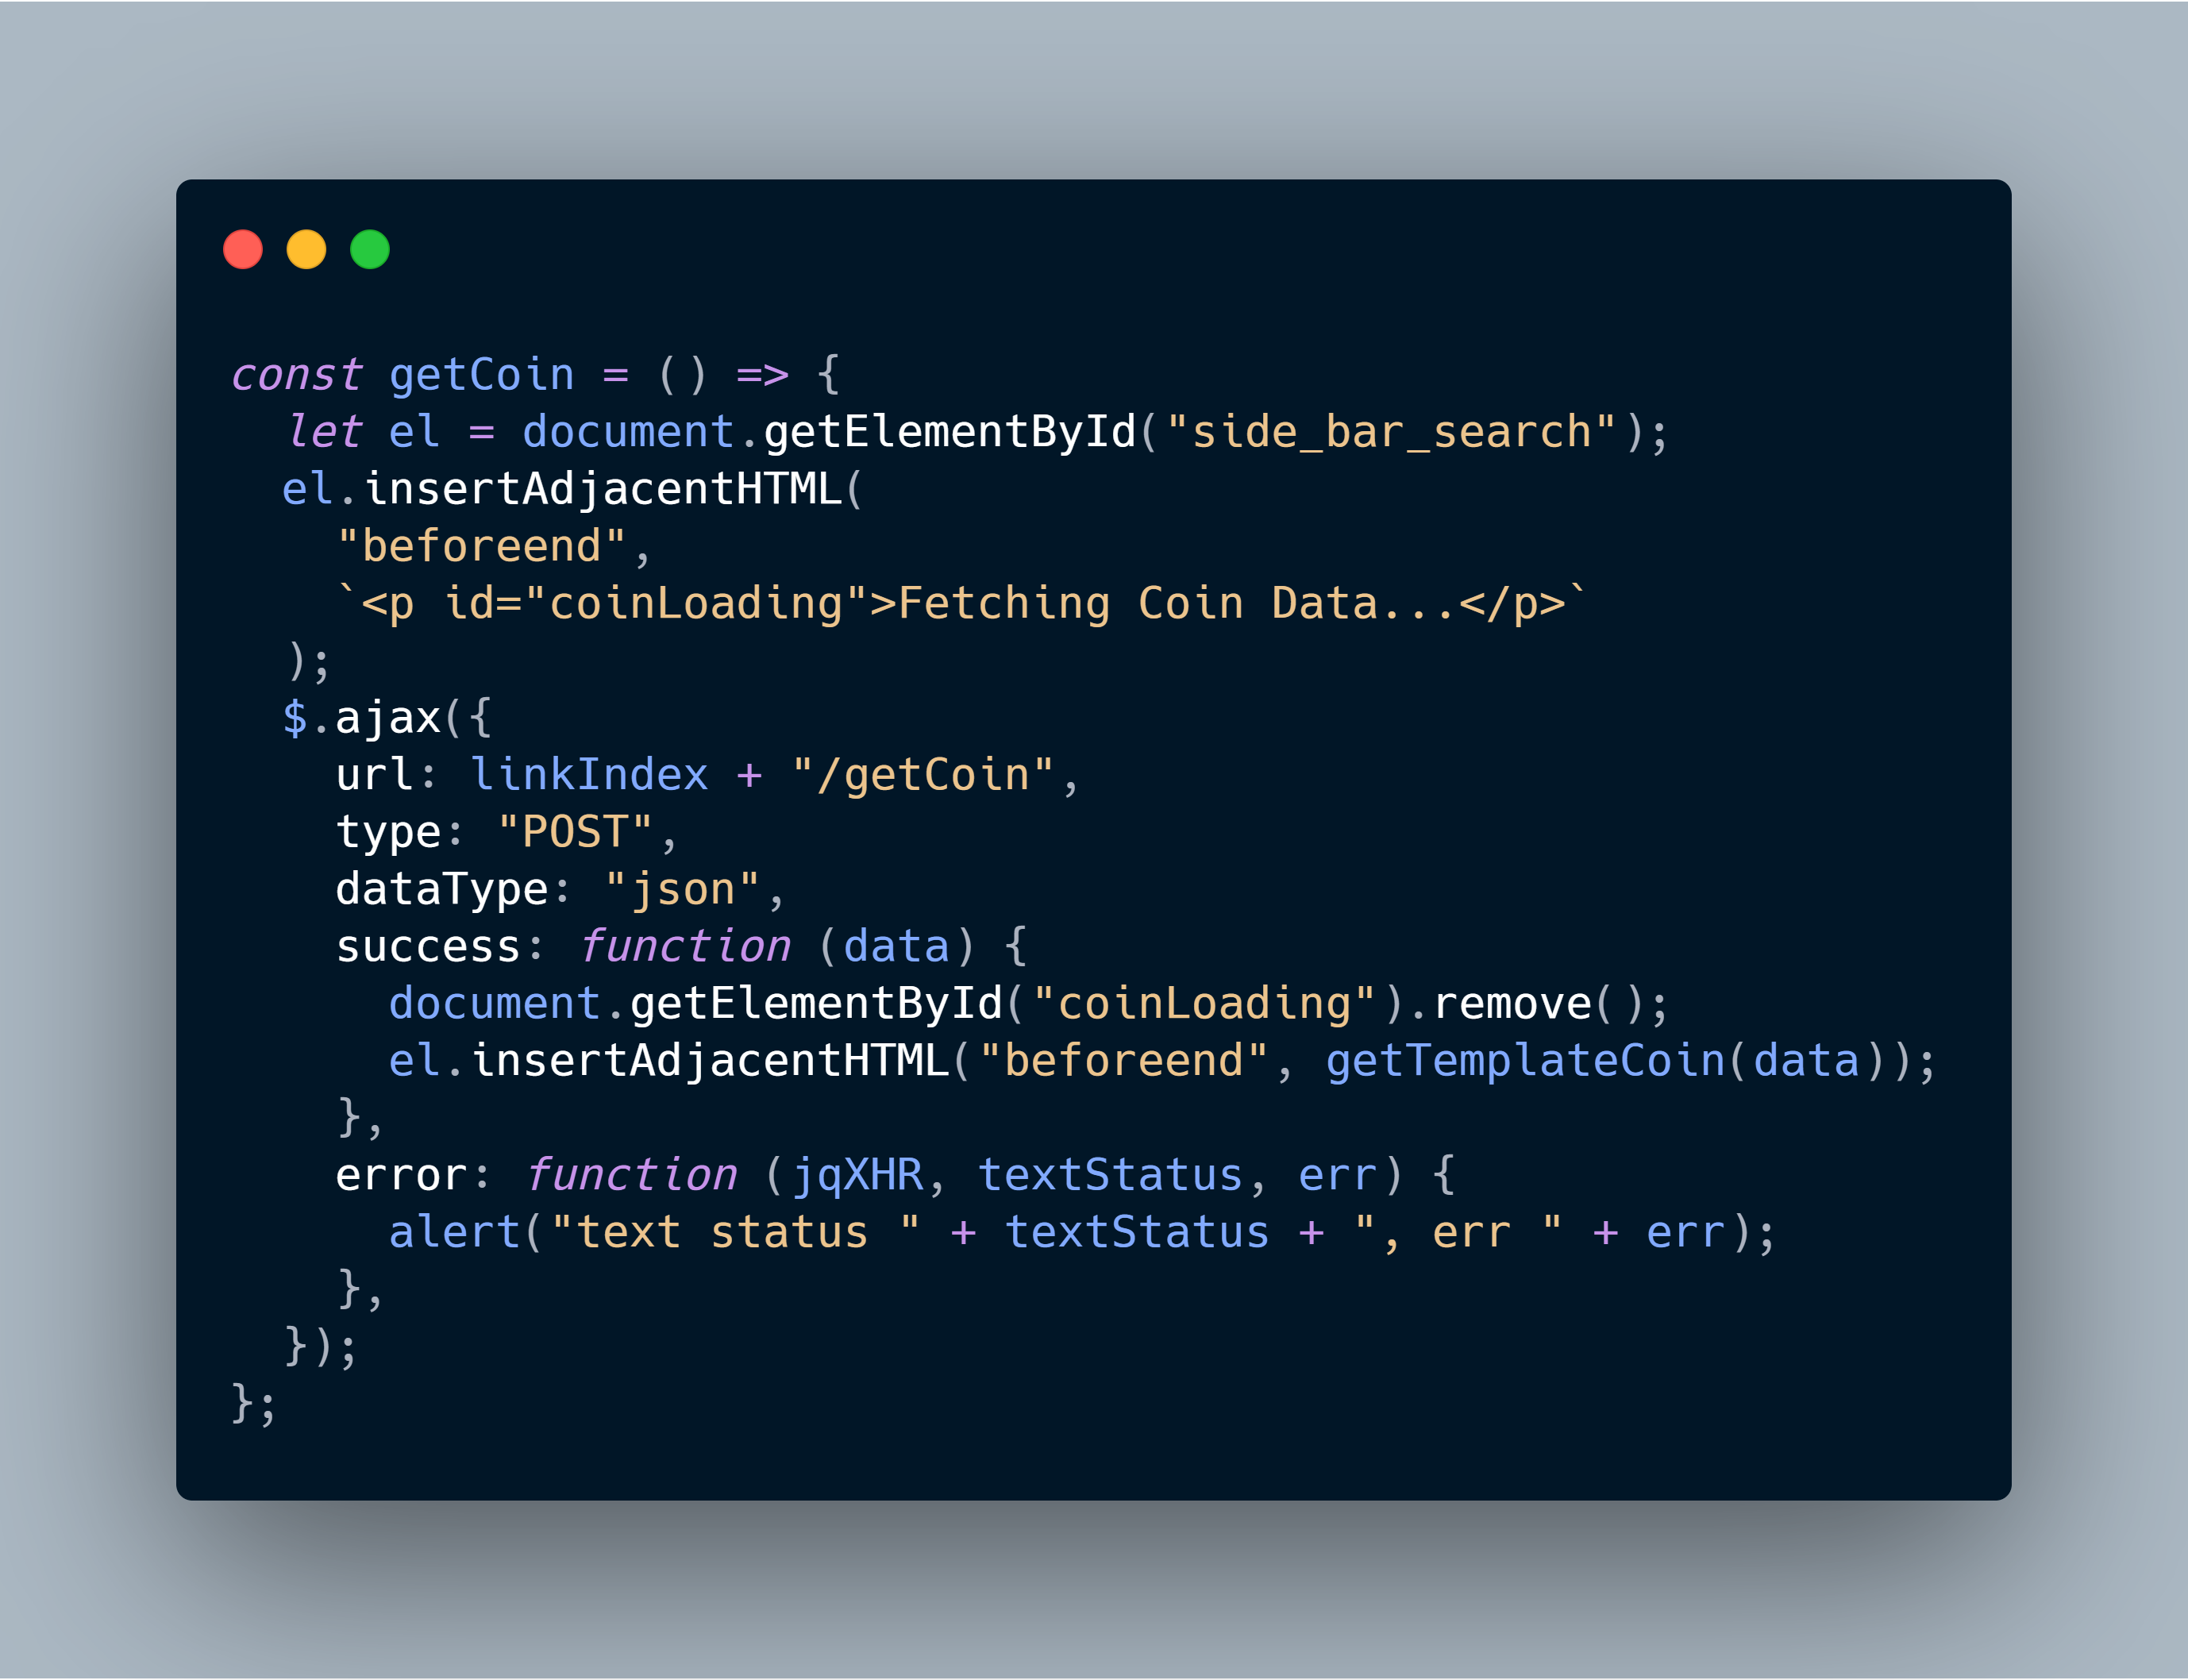 const getCoin = () => {
  let el = document.getElementById("side_bar_search");
  el.insertAdjacentHTML(
    "beforeend",
    `<p id="coinLoading">Fetching Coin Data...</p>`
  );
  $.ajax({
    url: linkIndex + "/getCoin",
    type: "POST",
    dataType: "json",
    success: function (data) {
      document.getElementById("coinLoading").remove();
      el.insertAdjacentHTML("beforeend", getTemplateCoin(data));
    },
    error: function (jqXHR, textStatus, err) {
      alert("text status " + textStatus + ", err " + err);
    },
  });
};